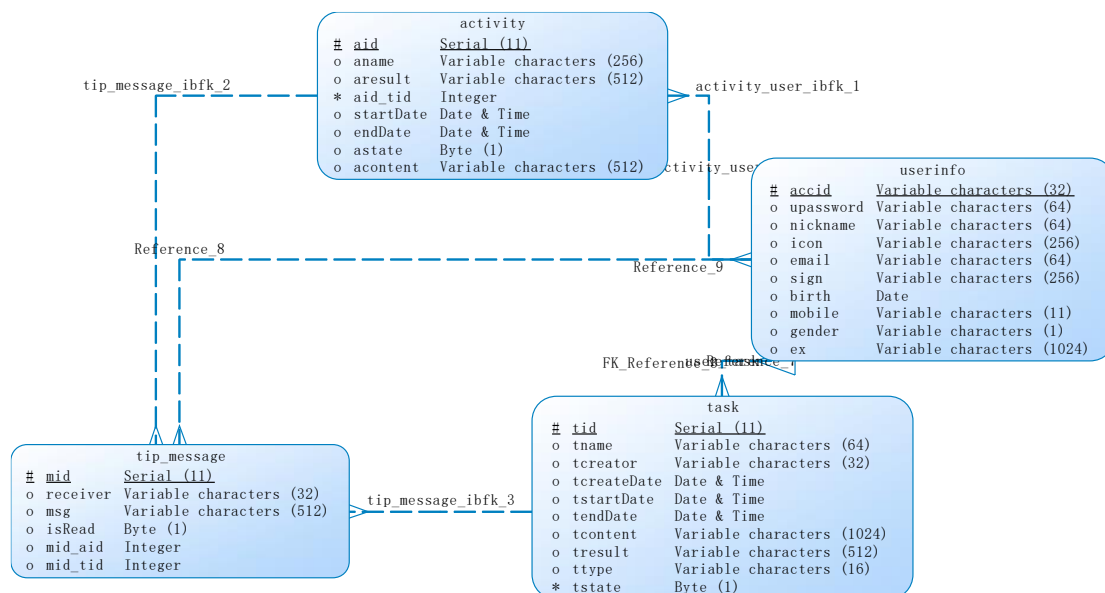 activity
# aid Serial (11)
o aname Variable characters (256)
o aresult Variable characters (512)
* aid_tid Integer
o startDate Date & Time
o endDate Date & Time
o astate Byte (1)
o acontent Variable characters (512)
tip_message_ibfk_2
activity_user_ibfk_1
userinfo
# accid Variable characters (32)
o upassword Variable characters (64)
o nickname Variable characters (64)
o icon Variable characters (256)
o email Variable characters (64)
o sign Variable characters (256)
o birth Date
o mobile Variable characters (11)
o gender Variable characters (1)
o ex Variable characters (1024)
Reference_8
Reference_9
task
# tid Serial (11)
o tname Variable characters (64)
o tcreator Variable characters (32)
o tcreateDate Date & Time
o tstartDate Date & Time
o tendDate Date & Time
o tcontent Variable characters (1024)
o tresult Variable characters (512)
o ttype Variable characters (16)
* tstate Byte (1)
tip_message
# mid Serial (11)
o receiver Variable characters (32)
o msg Variable characters (512)
o isRead Byte (1)
o mid_aid Integer
o mid_tid Integer
tip_message_ibfk_3